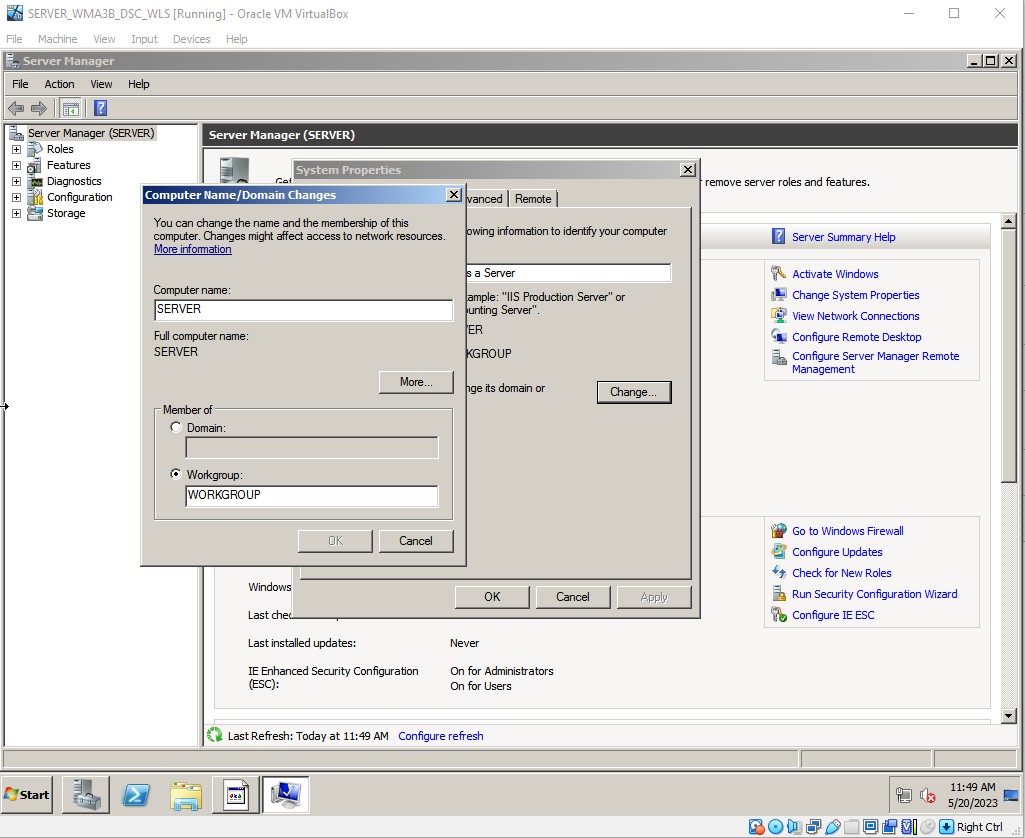 SERVER_WMA3B_DSC_WLS [Running] - Oracle VM VirtualBox
File Machine View Input Devices Help
Server Manager
File Action View Help
Server Manager (SERVER)
Roles
Features
Diagnostics
Configuration
Storage
Server Manager (SERVER)
remove server roles and features.
System Properties
Remote
owing information to identify your computer
s a Server
ample: "IIS Production Server" or
unting Server".
ER
KGROUP
nge its domain or
Change...
OK Cancel Apply
Computer Name/Domain Changes
You can change the name and the membership of this
computer. Changes might affect access to network resources.
More information
Computer name:
SERVER
Full computer name:
SERVER
More...
Member of
Domain:
Workgroup:
WORKGROUP
OK Cancel
Server Summary Help
Activate Windows
Change System Properties
View Network Connections
Configure Remote Desktop
Configure Server Manager Remote
Management
Go to Windows Firewall
Configure Updates
Check for New Roles
Run Security Configuration Wizard
Configure IE ESC
Windows
Last
Last installed updates: Never
IE Enhanced Security Configuration On for Administrators
(ESC): On for Users
Last Refresh: Today at 11:49 AM Configure refresh
Start
11:49 AM
5/20/2023
Right Ctrl